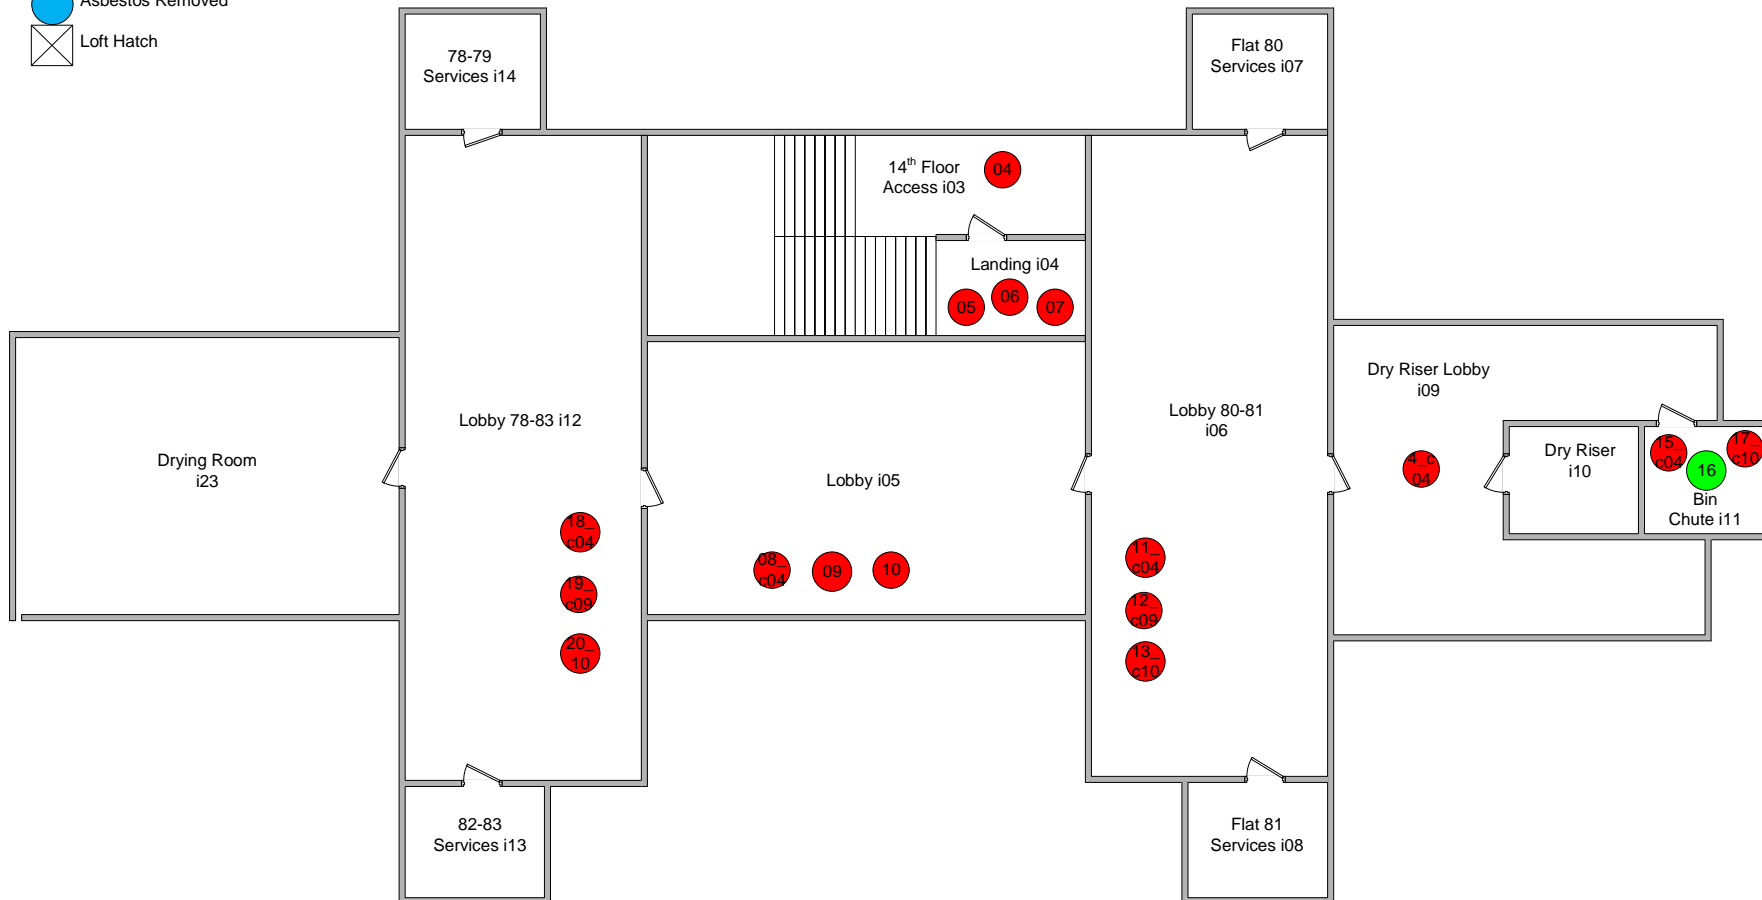 Asbestos Removed
Loft Hatch
78-79
Services i14
Flat 80
Services i07
14th Floor
Access i03
04
Landing i04
05
06
07
Dry Riser Lobby
i09
Lobby 78-83 i12
Lobby 80-81
i06
Drying Room
i23
Lobby i05
4_c
04
Dry Riser
i10
15_
c04
16
17_
c10
Bin
Chute i11
18_
c04
19_
c09
20_
10
08_
c04
09
10
11_
c04
12_
c09
13_
c10
82-83
Services i13
Flat 81
Services i08